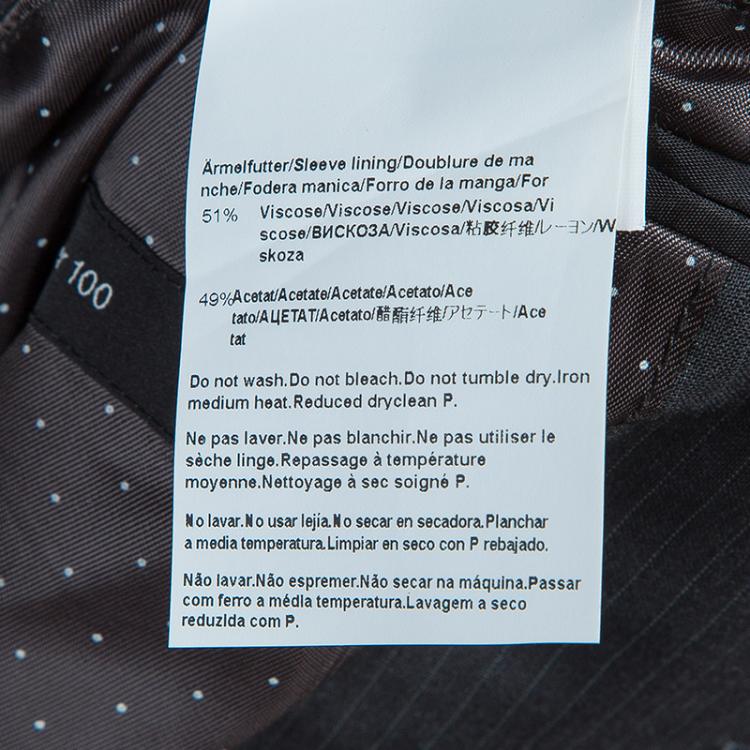 Ärmelfutter/Sleeve lining/Doublure de ma
nche/Fodera manica/Forro de la manga/For
51% Viscose/Viscose/Viscose/Viscosa/Vi
scose/ВИСКОЗА/Viscosa/粘胶纤维/レーヨン/W
skoza
49% Acetat/Acetate/Acetate/Acetato/Ace
tato/АЦЕТАТ/Acetato/醋酯纤维/アセテート/Ace
tat
100
Do not wash.Do not bleach.Do not tumble dry.Iron
medium heat.Reduced dryclean P.
Ne pas laver.Ne pas blanchir.Ne pas utiliser le
sèche linge.Repassage à température
moyenne.Nettoyage à sec soigné P.
No lavar.No usar lejía.No secar en secadora.Planchar
a media temperatura.Limpiar en seco con P rebajado.
Não lavar.Não espremer.Não secar na máquina.Passar
com ferro a média temperatura.Lavagem a seco
reduzida com P.